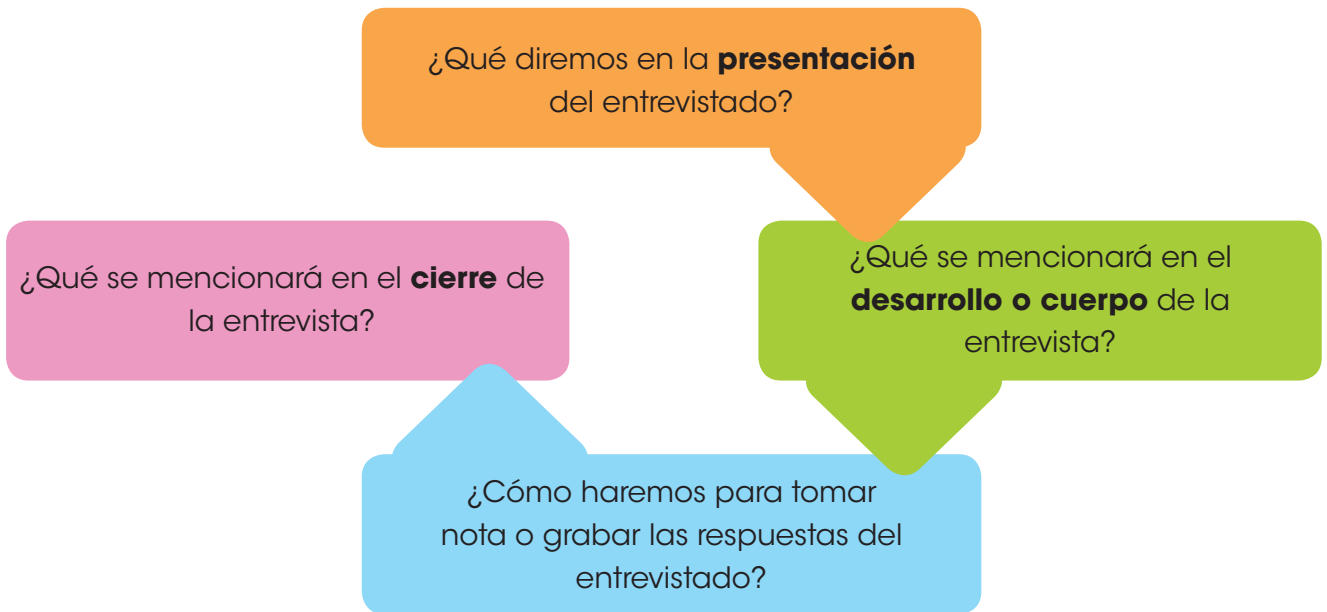 ¿Qué diremos en la presentación
del entrevistado?
¿Qué se mencionará en el
desarrollo o cuerpo de la
entrevista?
¿Cómo haremos para tomar
nota o grabar las respuestas del
entrevistado?
¿Qué se mencionará en el cierre de
la entrevista?